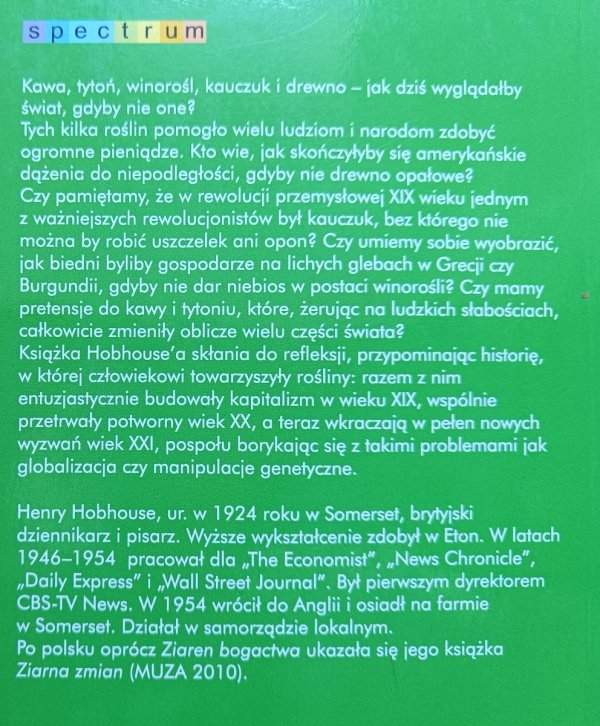 spectrum
Kawa, tytoń, winorośl, kauczuk i drewno – jak dziś wyglądałby
świat, gdyby nie one?
Tych kilka roślin pomogło wielu ludziom i narodom zdobyć
ogromne pieniądze. Kto wie, jak skończyłyby się amerykańskie
dążenia do niepodległości, gdyby nie drewno opałowe?
Czy pamiętamy, że w rewolucji przemysłowej XIX wieku jednym
z ważniejszych rewolucjonistów był kauczuk, bez którego nie
można by robić uszczelek ani opon? Czy umiemy sobie wyobrazić,
jak biedni byliby gospodarze na lichych glebach w Grecji czy
Burgundii, gdyby nie dar niebios w postaci winorośli? Czy mamy
pretensje do kawy i tytoniu, które, żerując na ludzkich słabościach,
całkowicie zmieniły oblicze wielu części świata?
Książka Hobhouse'a skłania do refleksji, przypominając historię,
w której człowiekowi towarzyszyły rośliny: razem z nim
entuzjastycznie budowały kapitalizm w wieku XIX, wspólnie
przetrwały potworny wiek XX, a teraz wkraczają w pełen nowych
wyzwań wiek XXI, pospołu borykając się z takimi problemami jak
globalizacja czy manipulacje genetyczne.
Henry Hobhouse, ur. w 1924 roku w Somerset, brytyjski
dziennikarz i pisarz. Wyższe wykształcenie zdobył w Eton. W latach
1946–1954 pracował dla „The Economist”, „News Chronicle”,
„Daily Express” i „Wall Street Journal”. Był pierwszym dyrektorem
CBS-TV News. W 1954 wrócił do Anglii i osiadł na farmie
w Somerset. Działał w samorządzie lokalnym.
Po polsku oprócz Ziaren bogactwa ukazała się jego książka
Ziarna zmian (MUZA 2010).